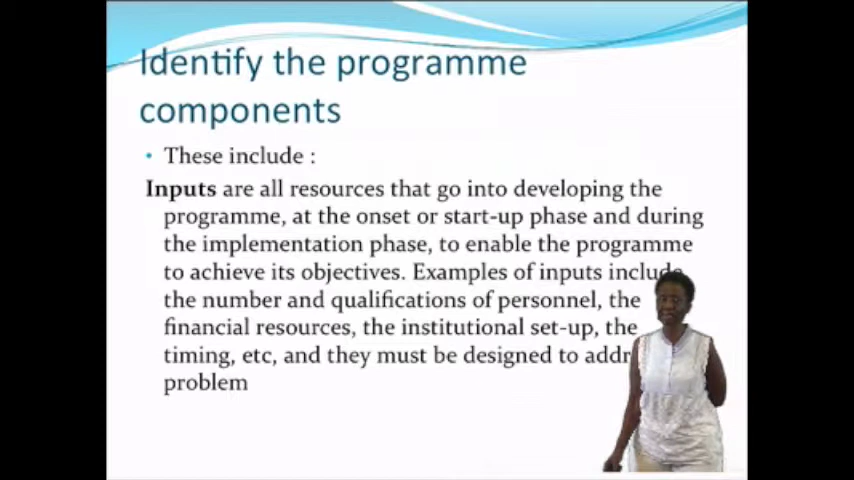 Identify the programme
components
• These include :
Inputs are all resources that go into developing the
programme, at the onset or start-up phase and during
the implementation phase, to enable the programme
to achieve its objectives. Examples of inputs include
the number and qualifications of personnel, the
financial resources, the institutional set-up, the
timing, etc, and they must be designed to
problem